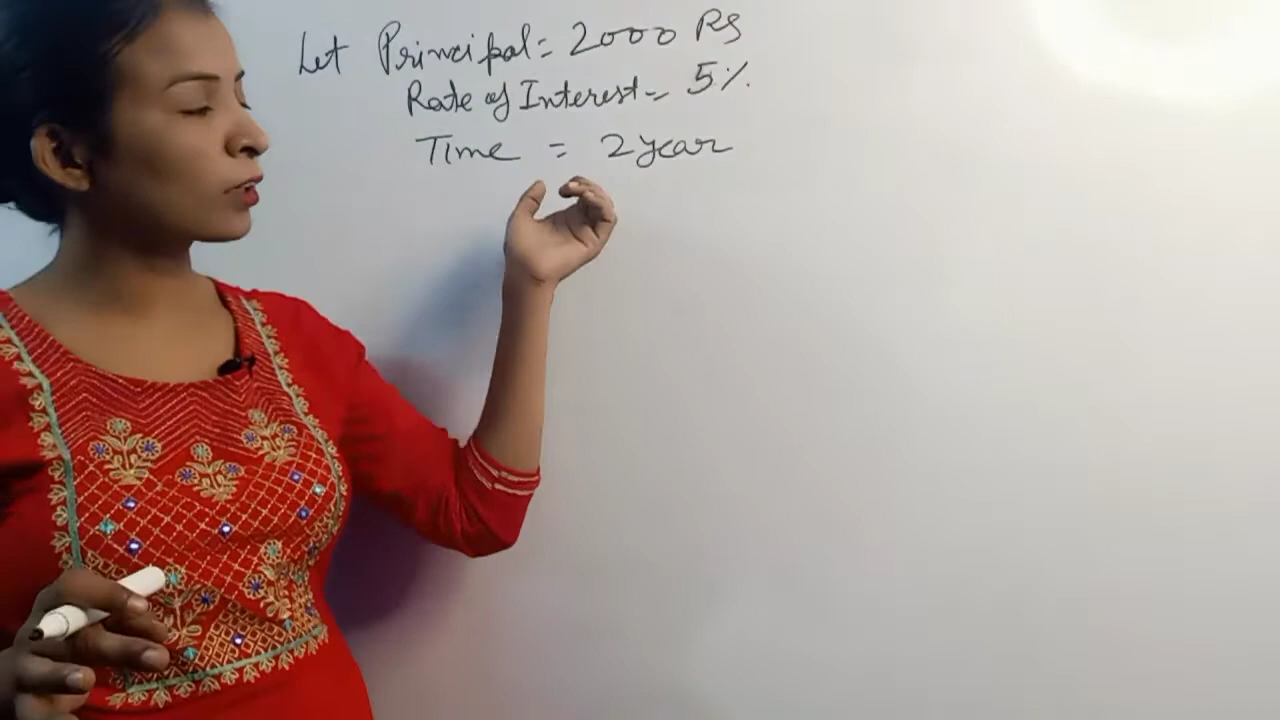 Let Principal = 2000 Rs
Rate of Interest = 5%
Time = 2 year